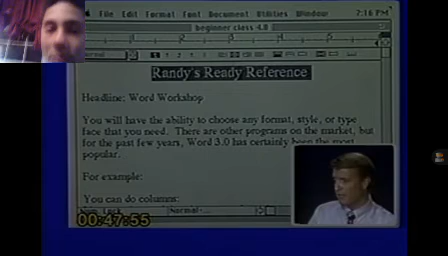 File Edit Format Font Document Utilities Window 2:16 PM
beginner class -4.0
Randy's Ready Reference
Headline: Word Workshop
You will have the ability to choose any format, style, or type
face that you need. There are other programs on the market, but
for the past few years, Word 3.0 has certainly been the most
popular.
For example:
You can do columns:
Num. Lock Normal-...
00:47:55